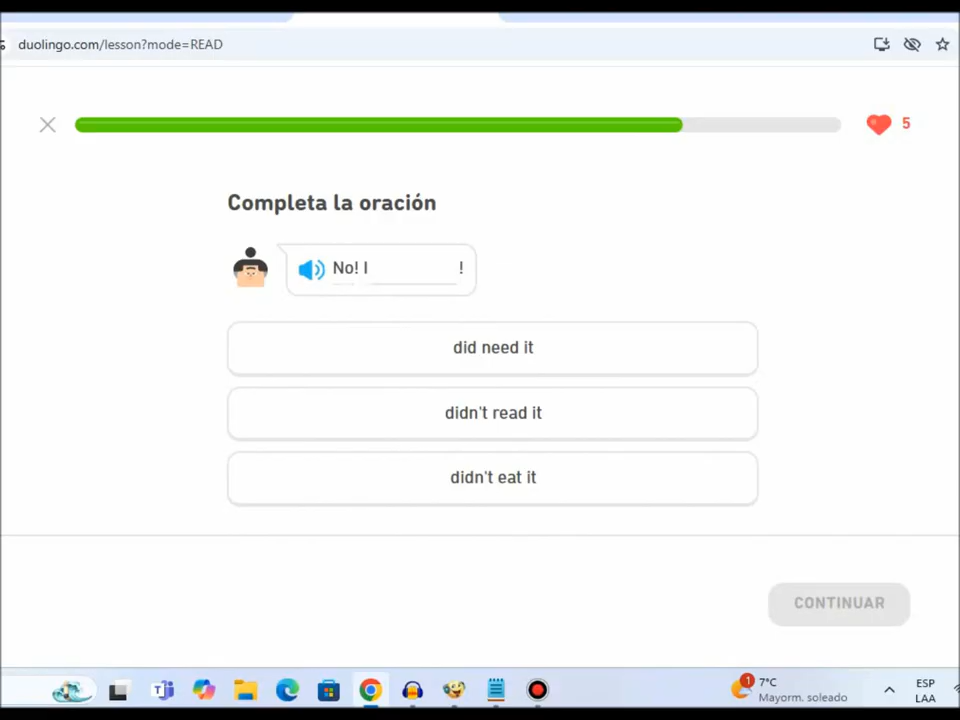 duolingo.com/lesson?mode=READ
5
Completa la oración
No! I !
did need it
didn't read it
didn't eat it
CONTINUAR
1
7°C
Mayorm. soleado
ESP
LAA